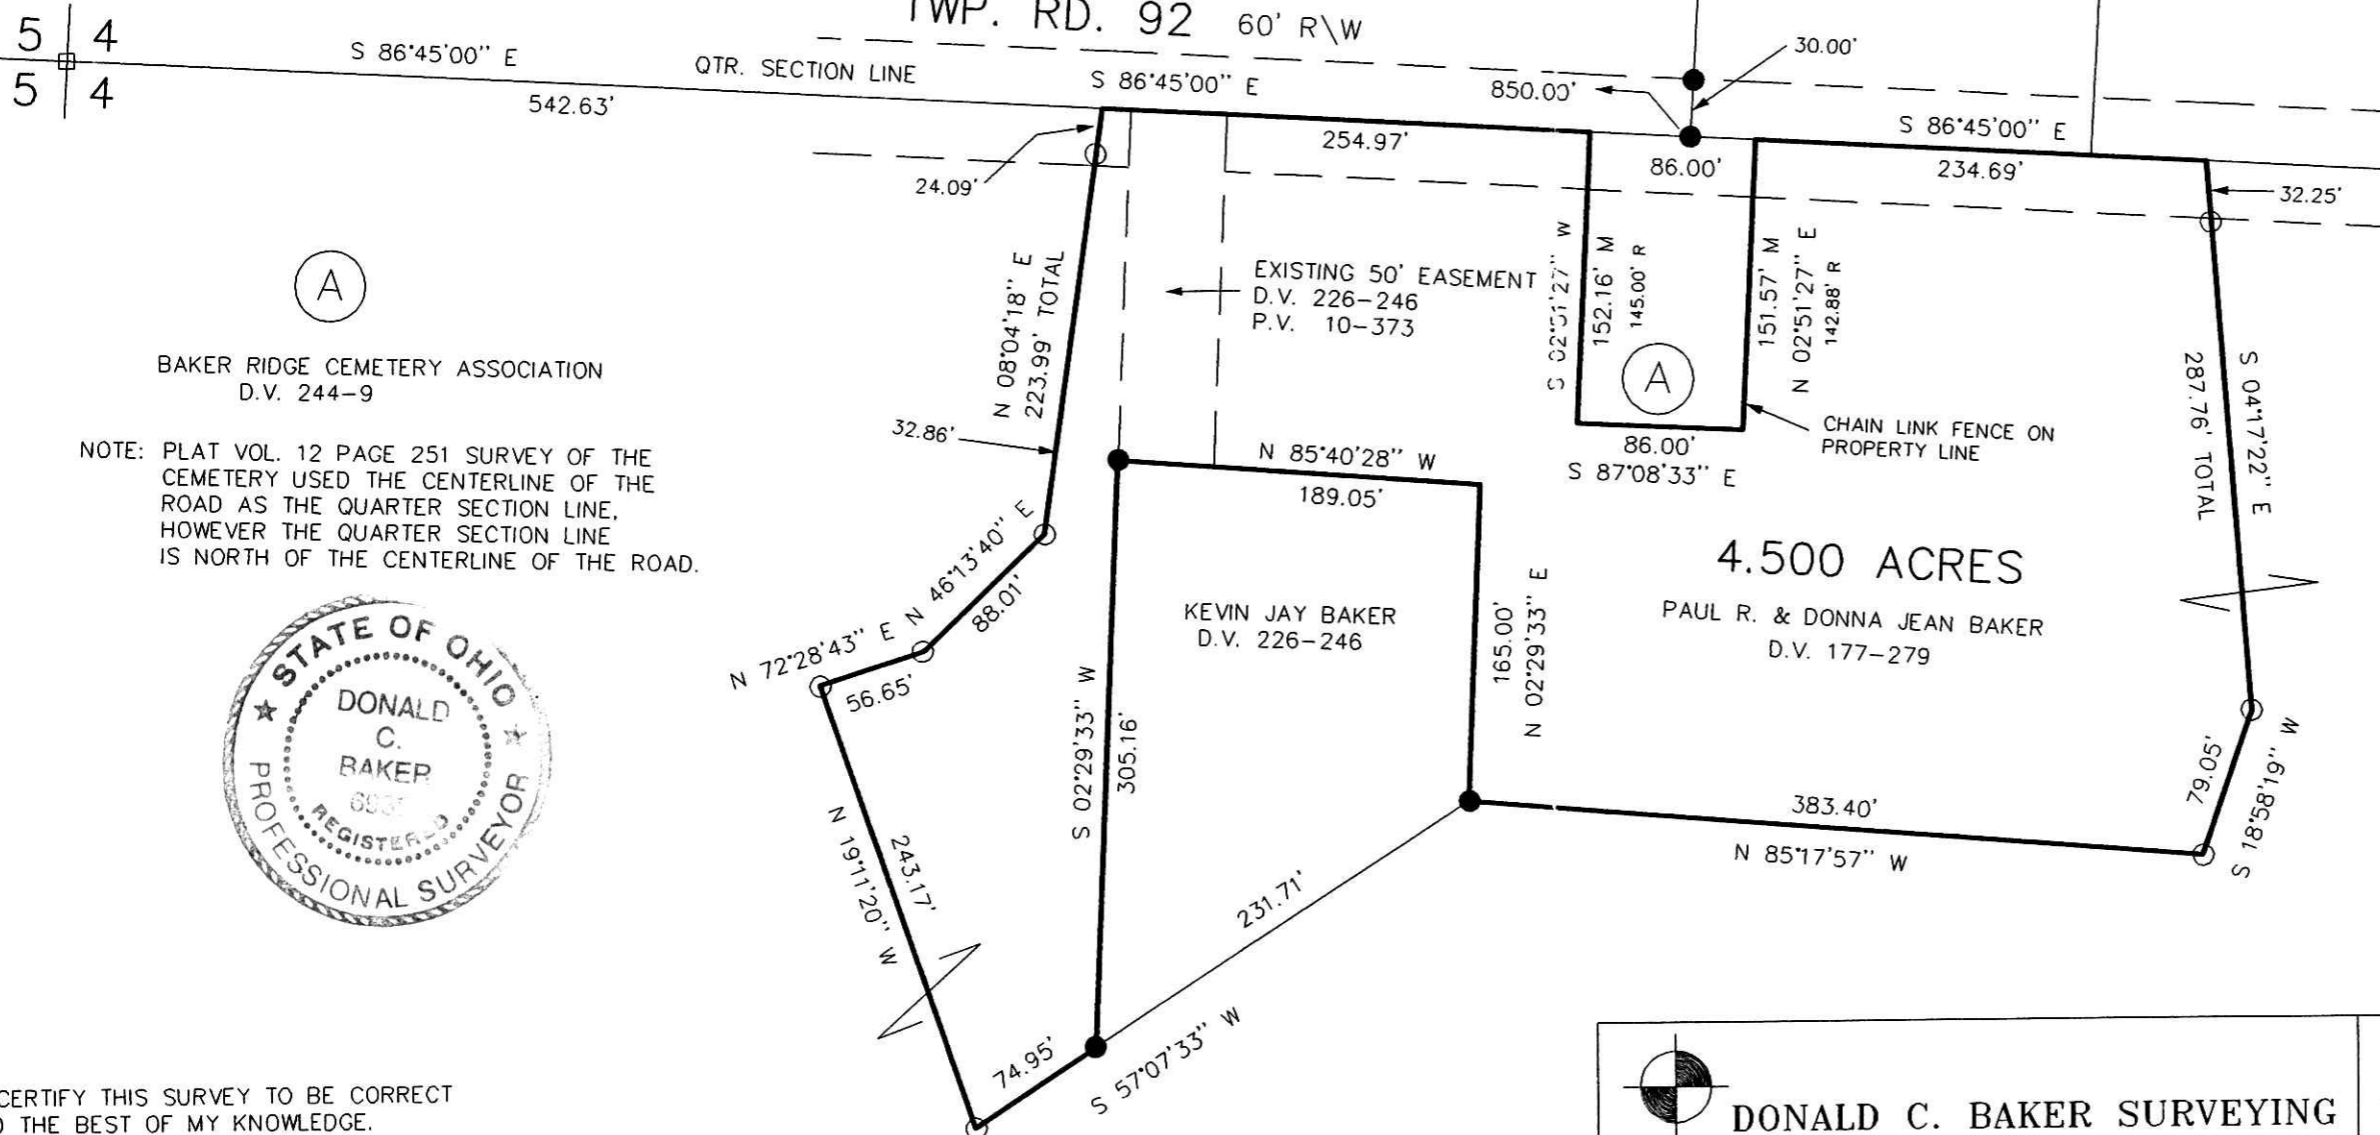 5 4
5 4
TWP. RD. 92 60' R\W
S 86°45'00" E
542.63'
QTR. SECTION LINE
S 86°45'00" E
254.97'
850.00'
30.00'
86.00'
S 86°45'00" E
234.69'
32.25'
24.09'
N 08°04'18" E
223.99' TOTAL
32.86'
EXISTING 50' EASEMENT
D.V. 226-246
P.V. 10-373
S 02°51'27" W
152.16' M
145.00' R
A
151.57' M
N 02°51'27" E
142.88' R
86.00'
S 87°08'33" E
CHAIN LINK FENCE ON
PROPERTY LINE
S 04°17'22" E
287.76' TOTAL
A
BAKER RIDGE CEMETERY ASSOCIATION
D.V. 244-9
NOTE: PLAT VOL. 12 PAGE 251 SURVEY OF THE
CEMETERY USED THE CENTERLINE OF THE
ROAD AS THE QUARTER SECTION LINE,
HOWEVER THE QUARTER SECTION LINE
IS NORTH OF THE CENTERLINE OF THE ROAD.
N 85°40'28" W
189.05'
N 46°13'40" E
88.01'
N 72°28'43" E
56.65'
KEVIN JAY BAKER
D.V. 226-246
165.00'
N 02°29'33" E
4.500 ACRES
PAUL R. & DONNA JEAN BAKER
D.V. 177-279
S 02°29'33" W
305.16'
N 19°11'20" W
243.17'
383.40'
N 85°17'57" W
79.05'
S 18°58'19" W
231.71'
74.95'
S 57°07'33" W
STATE OF OHIO
DONALD
C.
BAKER
REGISTERED
PROFESSIONAL SURVEYOR
CERTIFY THIS SURVEY TO BE CORRECT
THE BEST OF MY KNOWLEDGE.
DONALD C. BAKER SURVEYING